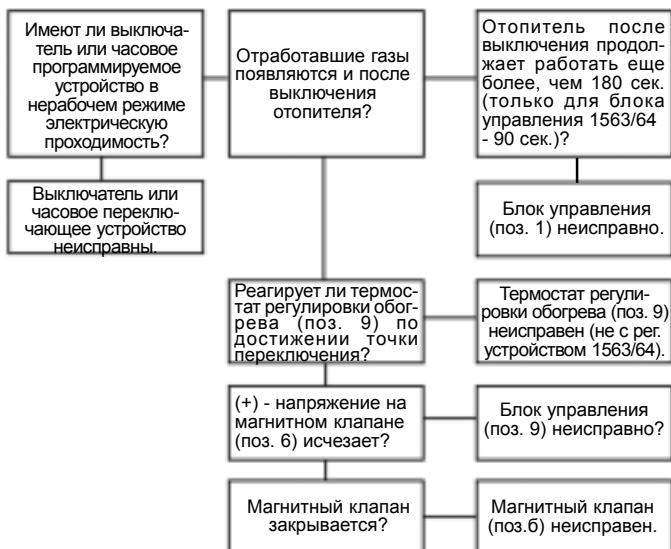 Имеют ли выключа-
тель или часовое
программируемое
устройство в
нерабочем режиме
электрическую
проходимость?
Отработавшие газы
появляются и после
выключения
отопителя?
Отопитель после
выключения продол-
жает работать еще
более, чем 180 сек.
(только для блока
управления 1563/64
- 90 сек.)?
Выключатель или
часовое переклю-
чающее устройство
неисправны.
Блок управления
(поз. 1) неисправно.
Реагирует ли термос-
тат регулировки обог-
рева (поз. 9) по
достижении точки
переключения?
Термостат регули-
ровки обогрева (поз. 9)
неисправен (не с рег.
устройством 1563/64).
(+) - напряжение на
магнитном клапане
(поз. 6) исчезает?
Блок управления
(поз. 9) неисправно?
Магнитный клапан
закрывается?
Магнитный клапан
(поз.б) неисправен.